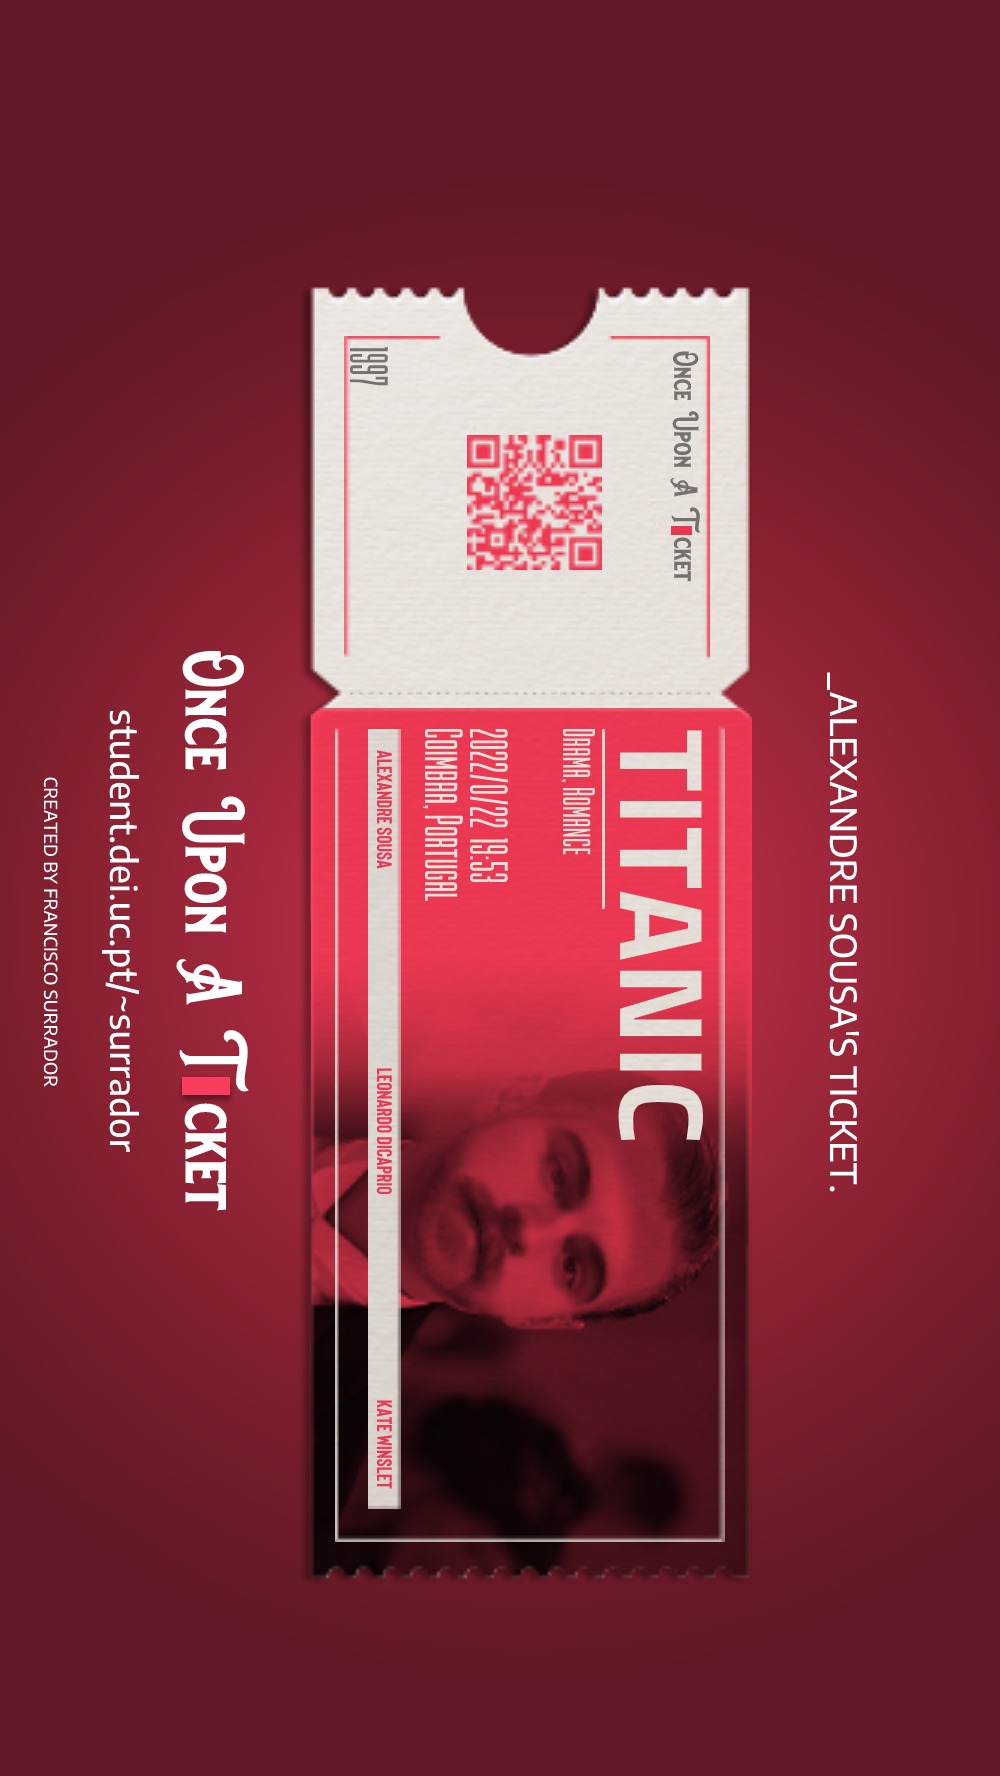 _ALEXANDRE SOUSA'S TICKET.
ONCE UPON A TICKET
1997
TITANIC
DRAMA, ROMANCE
2022/0/22 19:53
COIMBRA, PORTUGAL
ALEXANDRE SOUSA LEONARDO DICAPRIO KATE WINSLET
ONCE UPON A TICKET
student.dei.uc.pt/~surrador
CREATED BY FRANCISCO SURRADOR